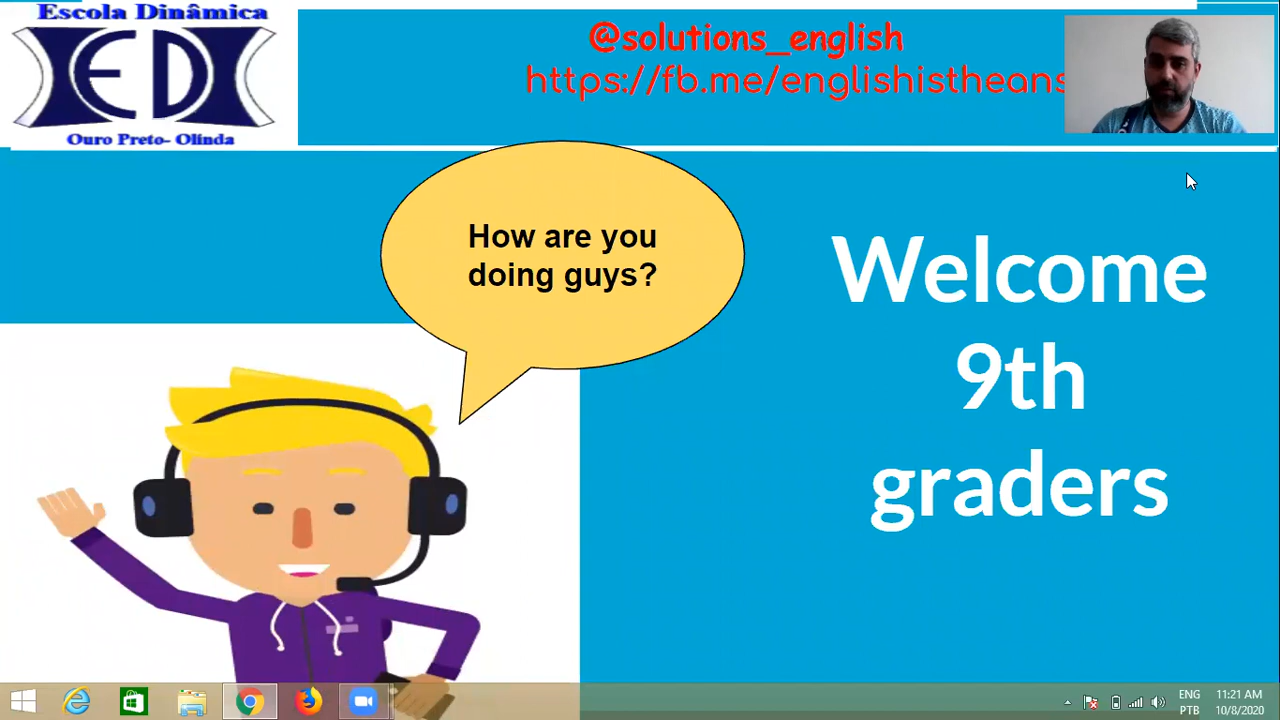 Escola Dinâmica
EDI
Ouro Preto- Olinda
@solutions_english
https://fb.me/englishistheans
How are you
doing guys?
Welcome
9th
graders
ENG
PTB
11:21 AM
10/8/2020